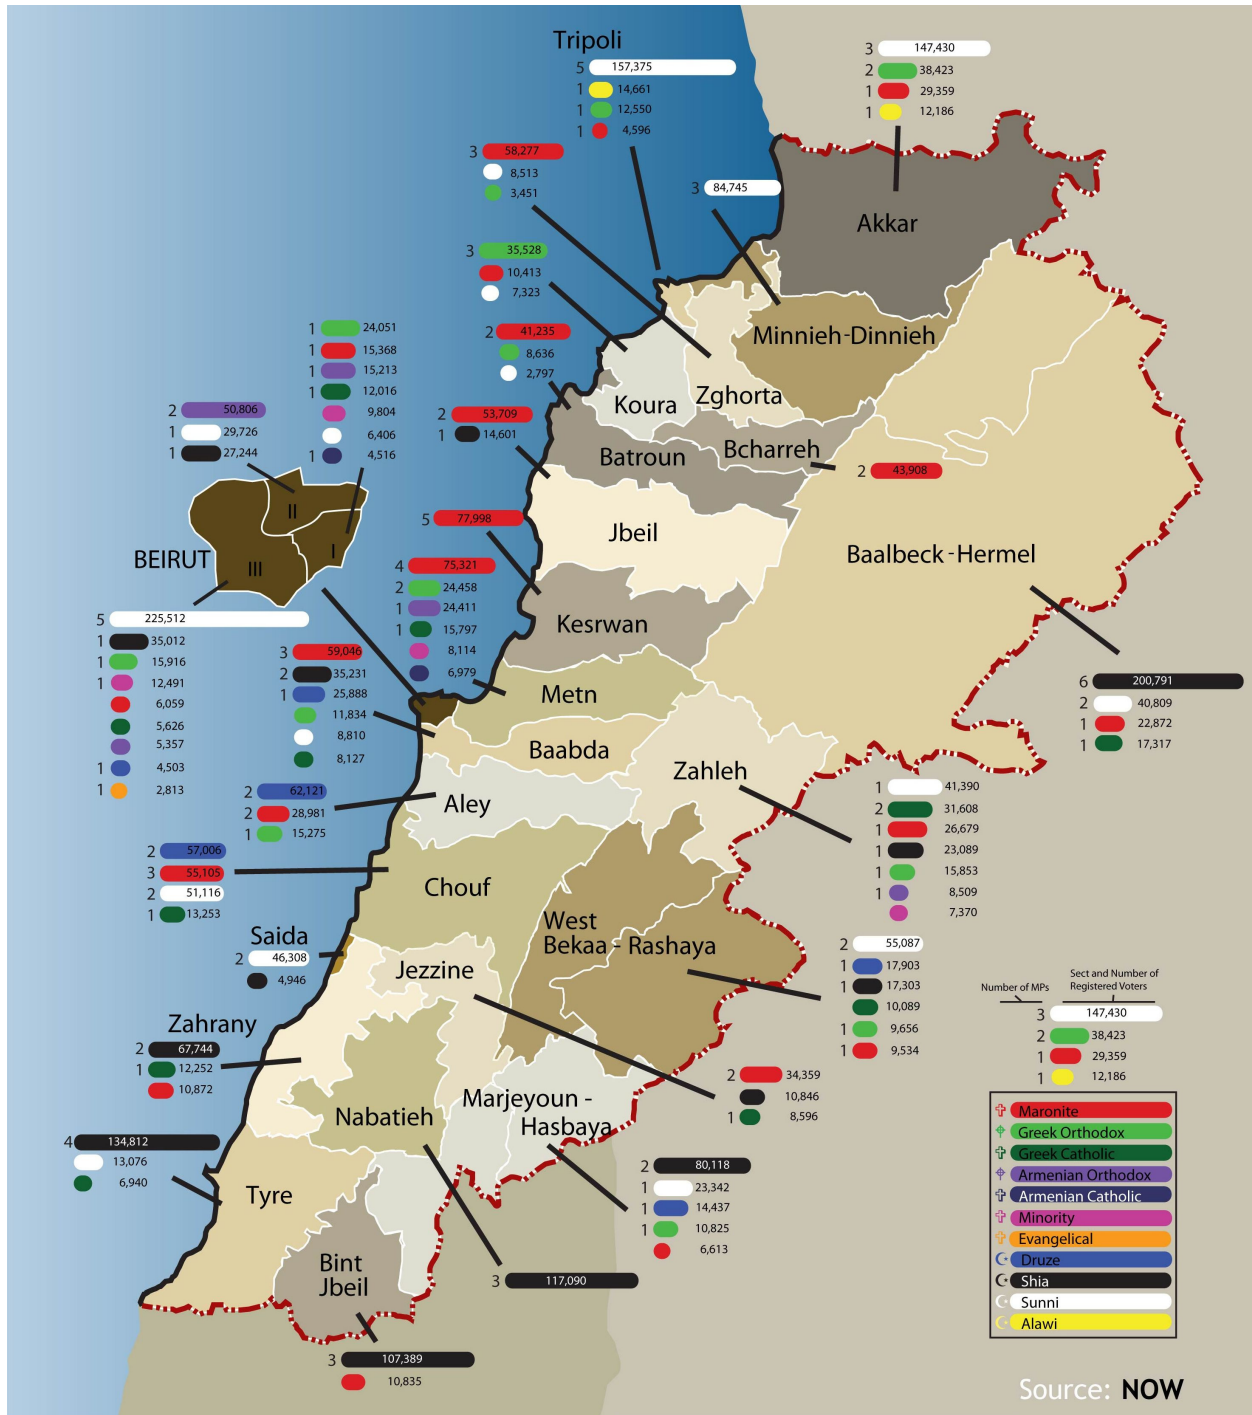 Tripoli
5 157,375
1 14,661
1 12,550
1 4,596
3 147,430
2 38,423
1 29,359
1 12,186
3 58,277
8,513
3,451
3 84,745
Akkar
3 35,528
10,413
7,323
Minnieh-Dinnieh
2 41,235
8,636
2,797
Koura
Zghorta
1 24,051
1 15,368
1 15,213
1 12,016
9,804
6,406
1 4,516
2 50,806
1 29,726
1 27,244
2 53,709
1 14,601
Batroun
Bcharreh
2 43,908
II
I
III
BEIRUT
5 77,998
Jbeil
Baalbeck-Hermel
4 75,321
2 24,458
1 24,411
1 15,797
8,114
6,979
Kesrwan
5 225,512
1 35,012
1 15,916
1 12,491
6,059
5,626
5,357
1 4,503
1 2,813
3 59,046
2 35,231
1 25,888
11,834
8,810
8,127
Metn
6 200,791
2 40,809
1 22,872
1 17,317
Baabda
Zahleh
2 62,121
2 28,981
1 15,275
Aley
1 41,390
2 31,608
1 26,679
1 23,089
1 15,853
1 8,509
7,370
2 57,006
3 55,105
2 51,116
1 13,253
Chouf
West
Bekaa - Rashaya
Saida
2 46,308
4,946
Jezzine
2 55,087
1 17,903
1 17,303
10,089
1 9,656
1 9,534
Zahrany
2 67,744
1 12,252
10,872
2 34,359
10,846
1 8,596
Number of MPs
Sect and Number of
Registered Voters
3 147,430
2 38,423
1 29,359
1 12,186
Nabatieh
Marjeyoun -
Hasbaya
4 134,812
13,076
6,940
Tyre
2 80,118
1 23,342
1 14,437
1 10,825
6,613
Bint
Jbeil
3 117,090
3 107,389
10,835
Maronite
Greek Orthodox
Greek Catholic
Armenian Orthodox
Armenian Catholic
Minority
Evangelical
Druze
Shia
Sunni
Alawi
Source: NOW